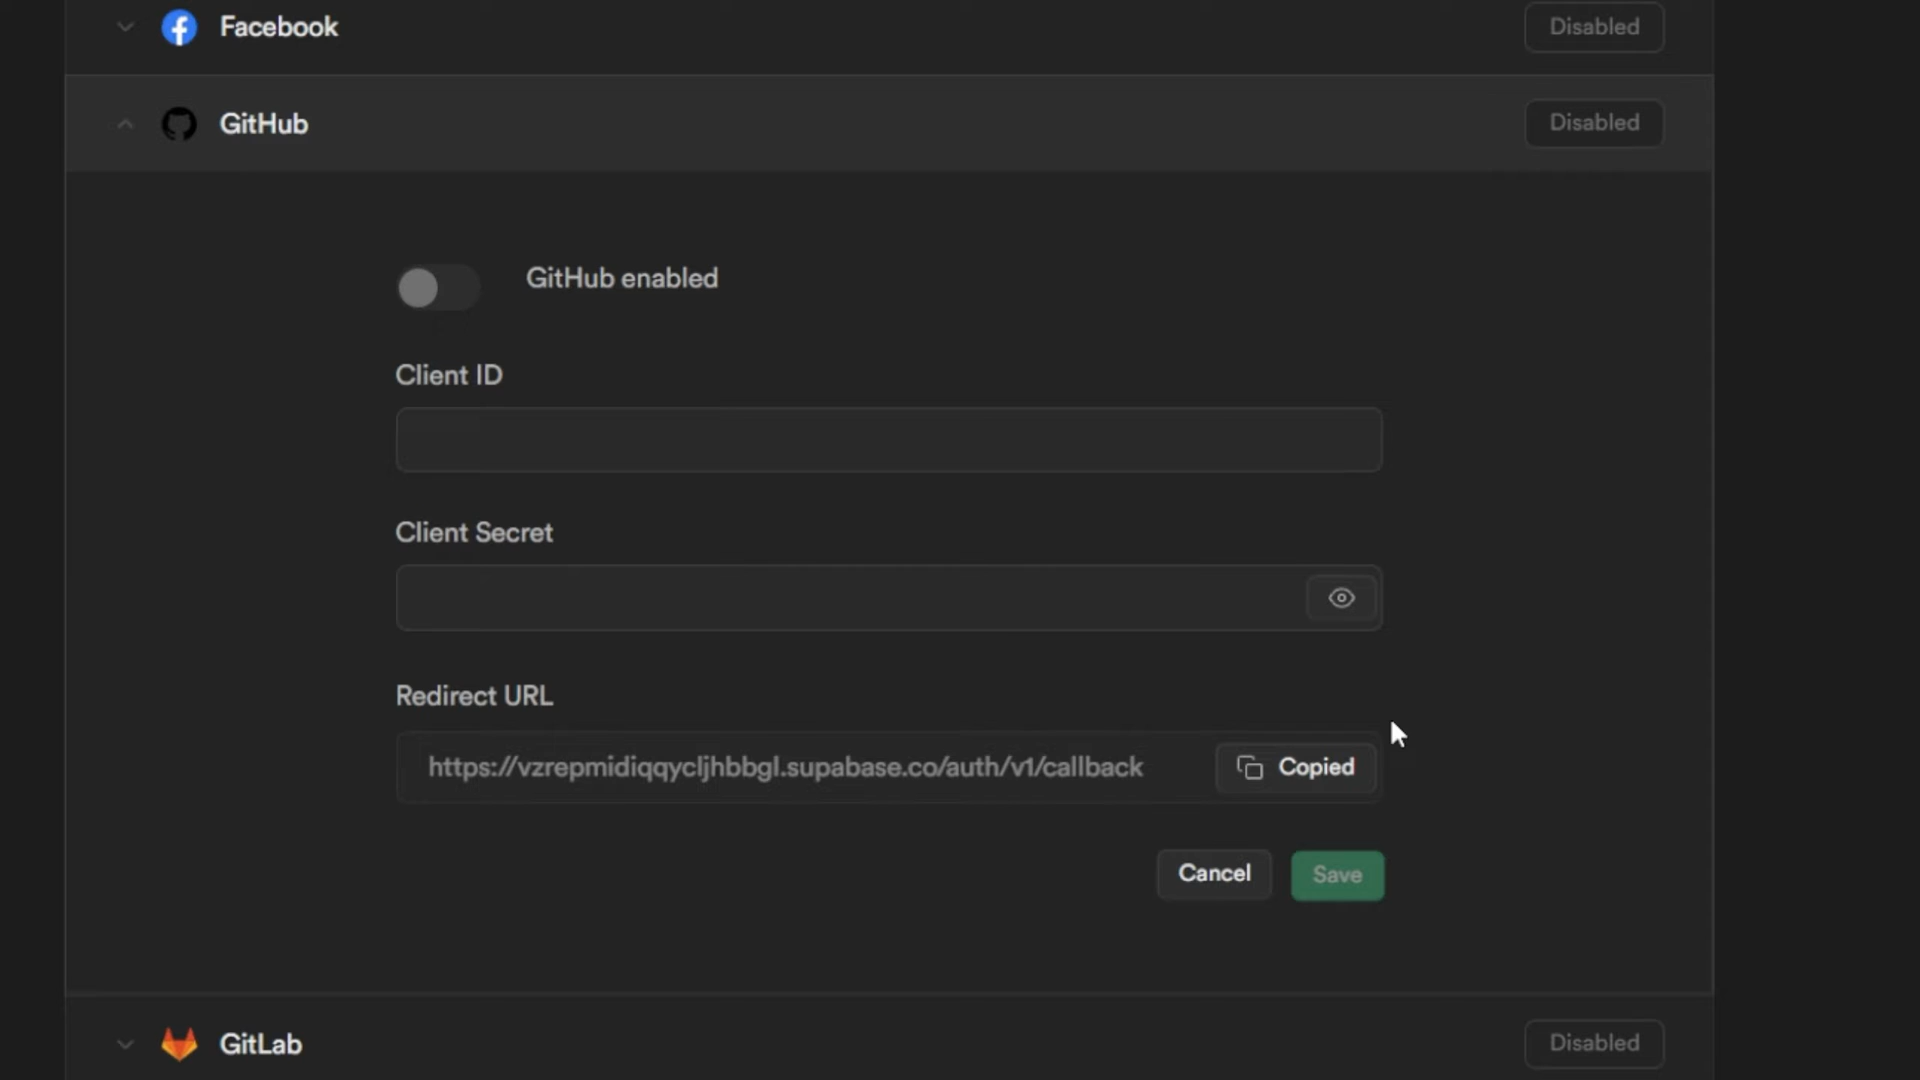 Facebook
Disabled
GitHub
Disabled
GitHub enabled
Client ID
Client Secret
Redirect URL
https://vzrepmidiqqycljhbbgl.supabase.co/auth/v1/callback
Copied
Cancel
Save
GitLab
Disabled